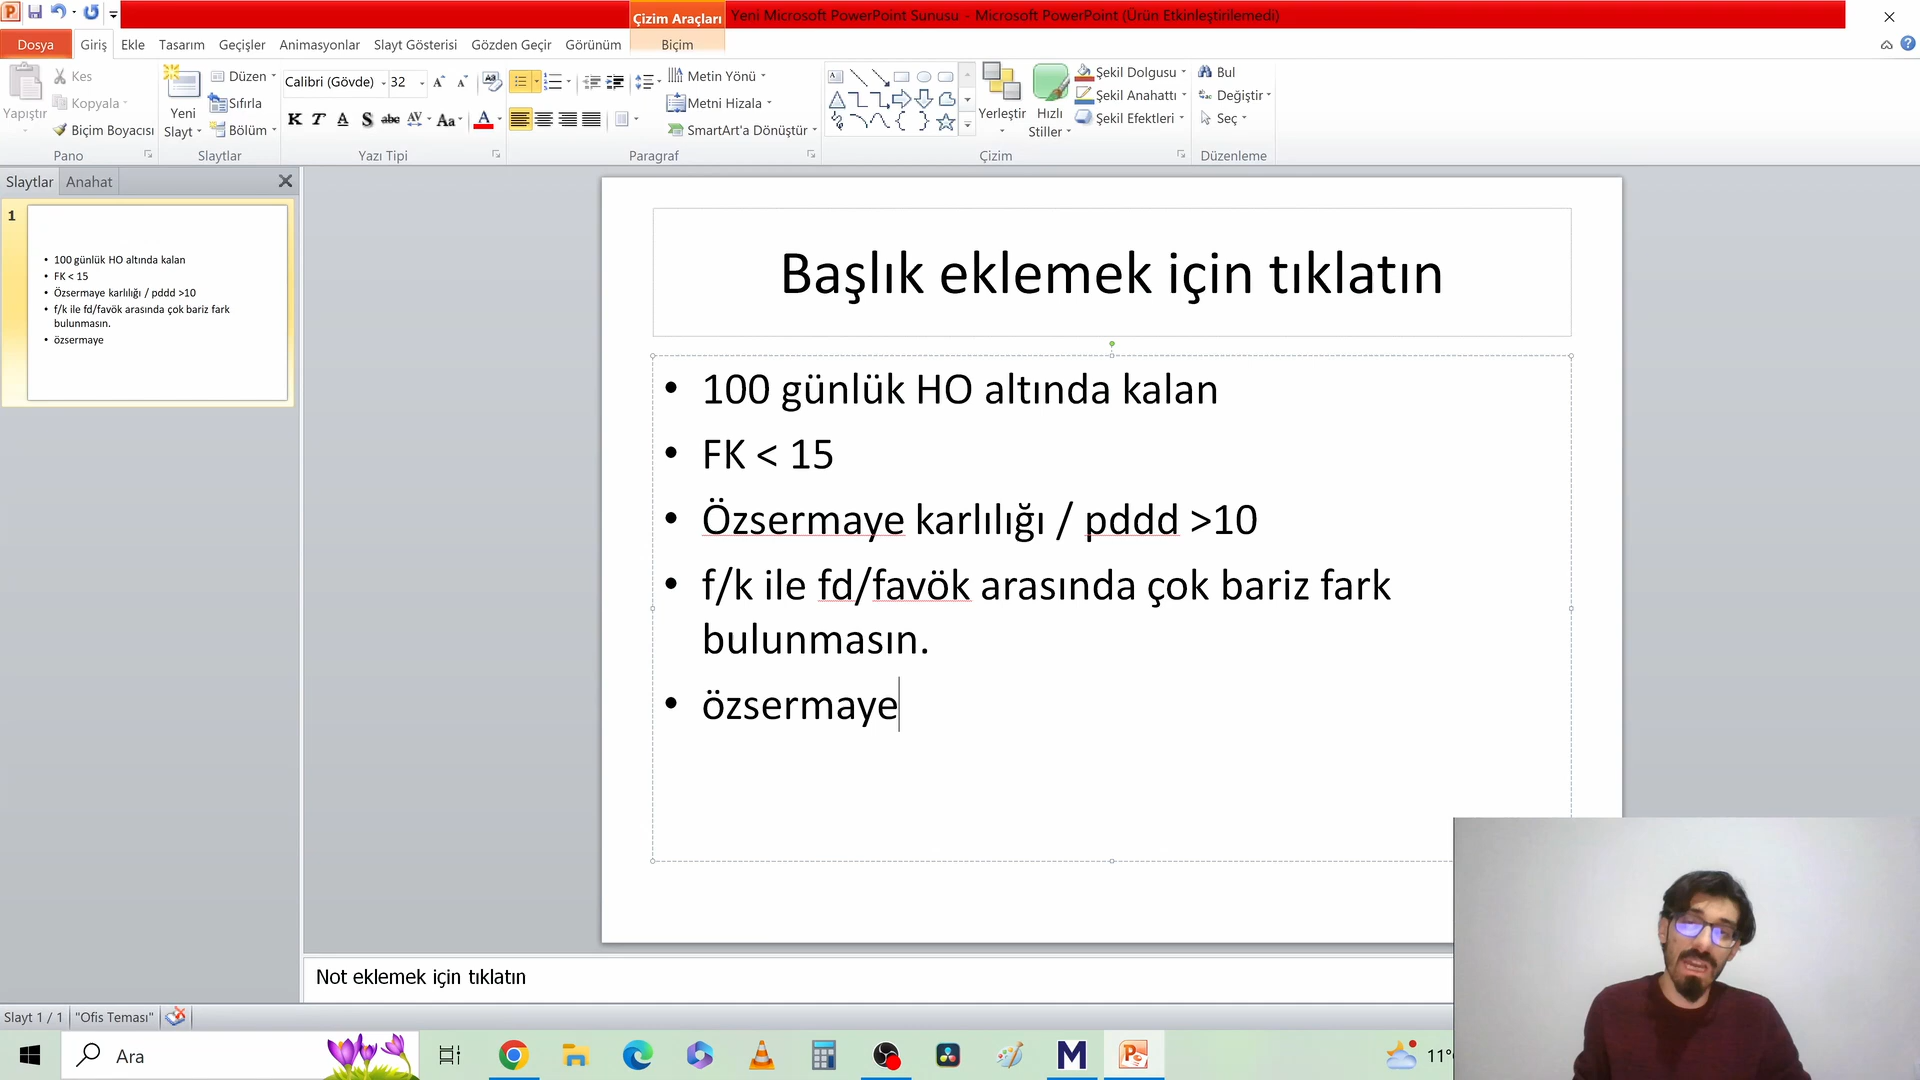 Çizim Araçları
Yeni Microsoft PowerPoint Sunusu - Microsoft PowerPoint (Ürün Etkinleştirilemedi)
Dosya Giriş Ekle Tasarım Geçişler Animasyonlar Slayt Gösterisi Gözden Geçir Görünüm Biçim
Yapıştır
Kes
Kopyala
Biçim Boyacısı
Pano
Yeni
Slayt
Düzen
Sıfırla
Bölüm
Slaytlar
Calibri (Gövde) 32
K T A S abc AV Aa A
Yazı Tipi
Metin Yönü
Metni Hizala
SmartArt'a Dönüştür
Paragraf
Yerleştir
Hızlı
Stiller
Şekil Dolgusu
Şekil Anahattı
Şekil Efektleri
Çizim
Bul
Değiştir
Seç
Düzenleme
Slaytlar Anahat
1
• 100 günlük HO altında kalan
• FK < 15
• Özsermaye karlılığı / pddd >10
• f/k ile fd/favök arasında çok bariz fark
bulunmasın.
• özsermaye
Başlık eklemek için tıklatın
• 100 günlük HO altında kalan
• FK < 15
• Özsermaye karlılığı / pddd >10
• f/k ile fd/favök arasında çok bariz fark
bulunmasın.
• özsermaye
Not eklemek için tıklatın
Slayt 1 / 1 "Ofis Teması"
Ara
11°